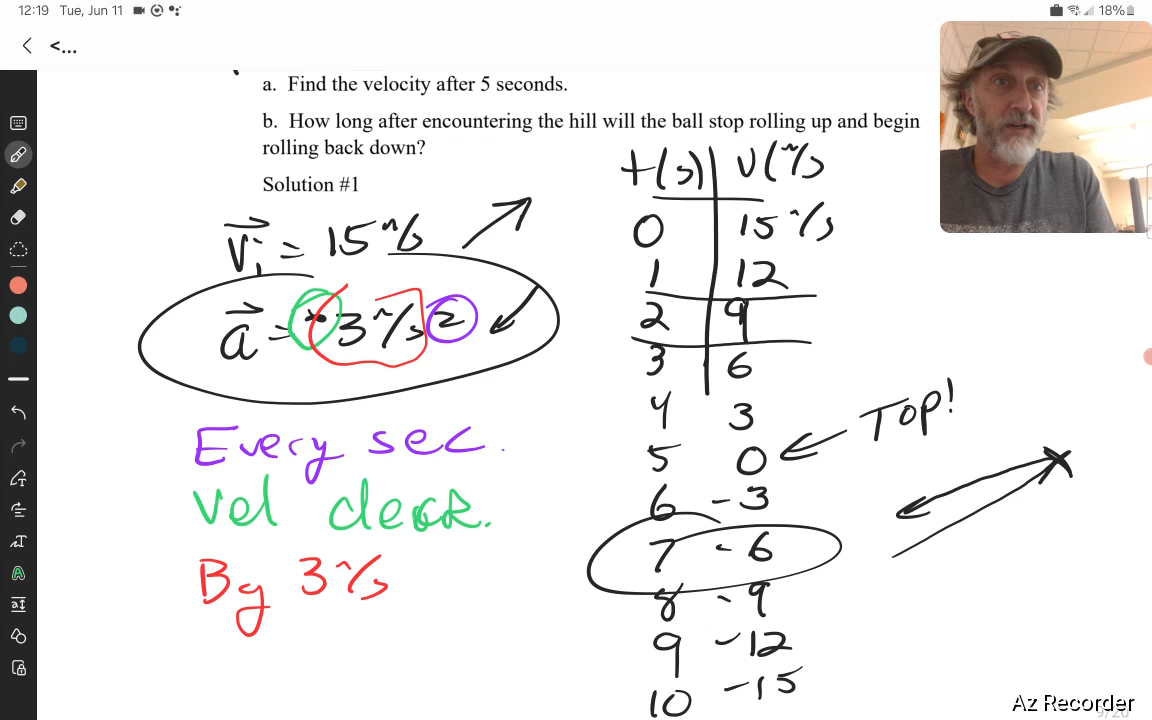 12:19 Tue, Jun 11
18%
<...
a. Find the velocity after 5 seconds.
b. How long after encountering the hill will the ball stop rolling up and begin
rolling back down?
Solution #1
vi = 15 m/s
a = -3 m/s2
Every sec.
Vel decr.
By 3 m/s
t(s) v(m/s
0 15 m/s
1 12
2 9
3 6
4 3
5 0 TOP!
6 -3
7 -6
8 -9
9 -12
10 -15
Az Recorder
9/20